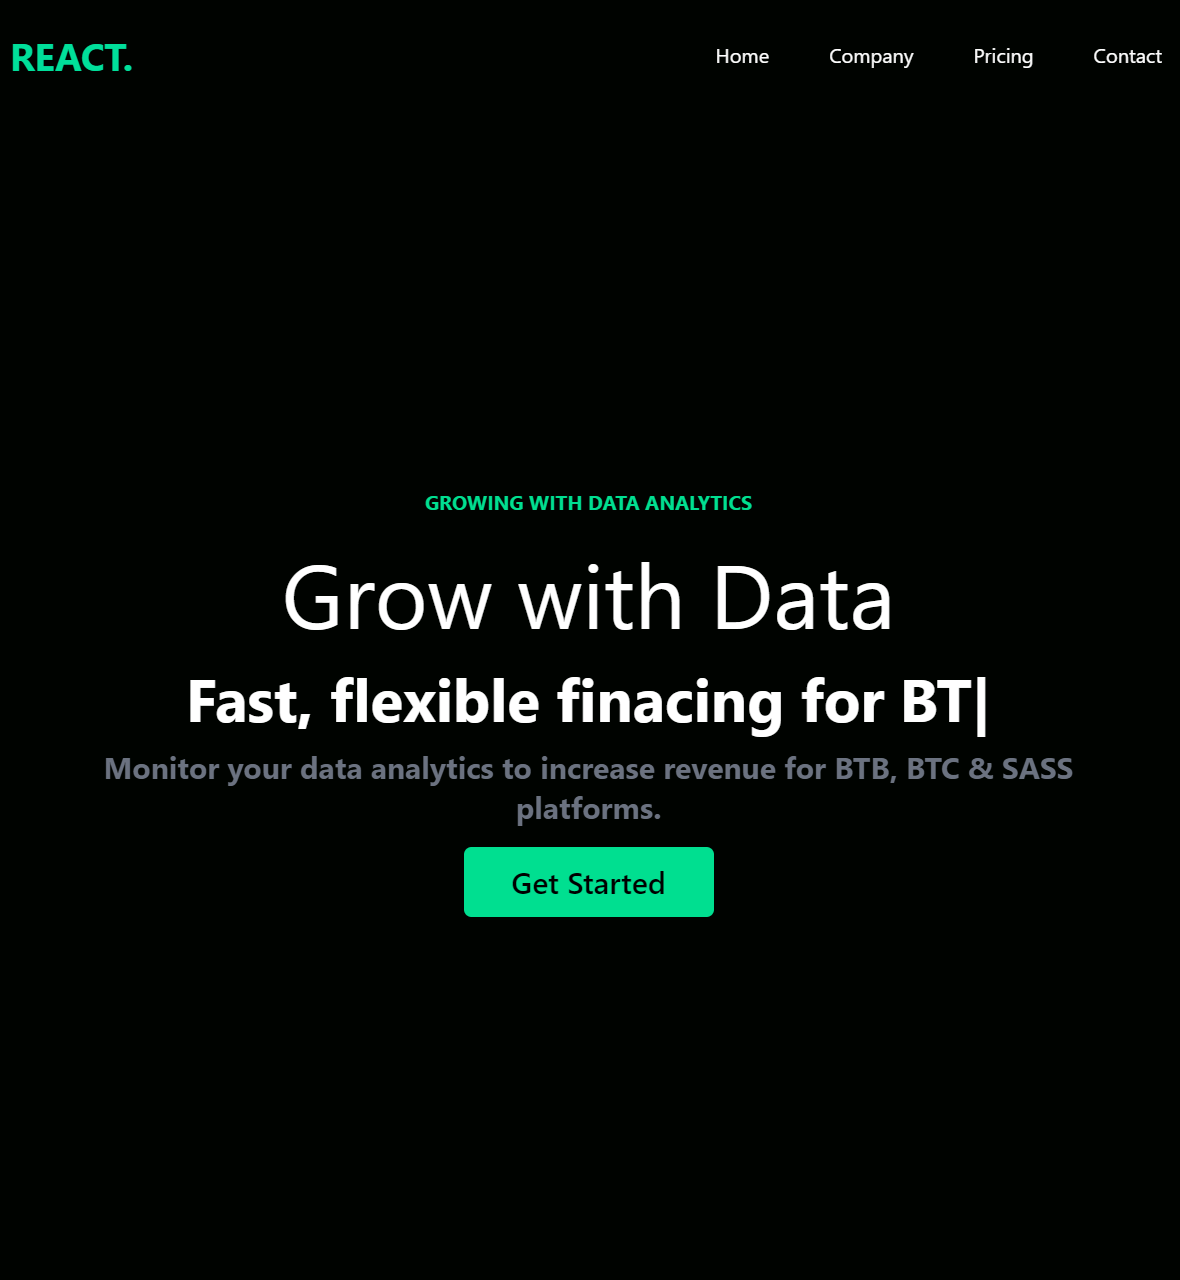 REACT.
Home Company Pricing Contact
GROWING WITH DATA ANALYTICS
Grow with Data
Fast, flexible finacing for BT|
Monitor your data analytics to increase revenue for BTB, BTC & SASS
platforms.
Get Started